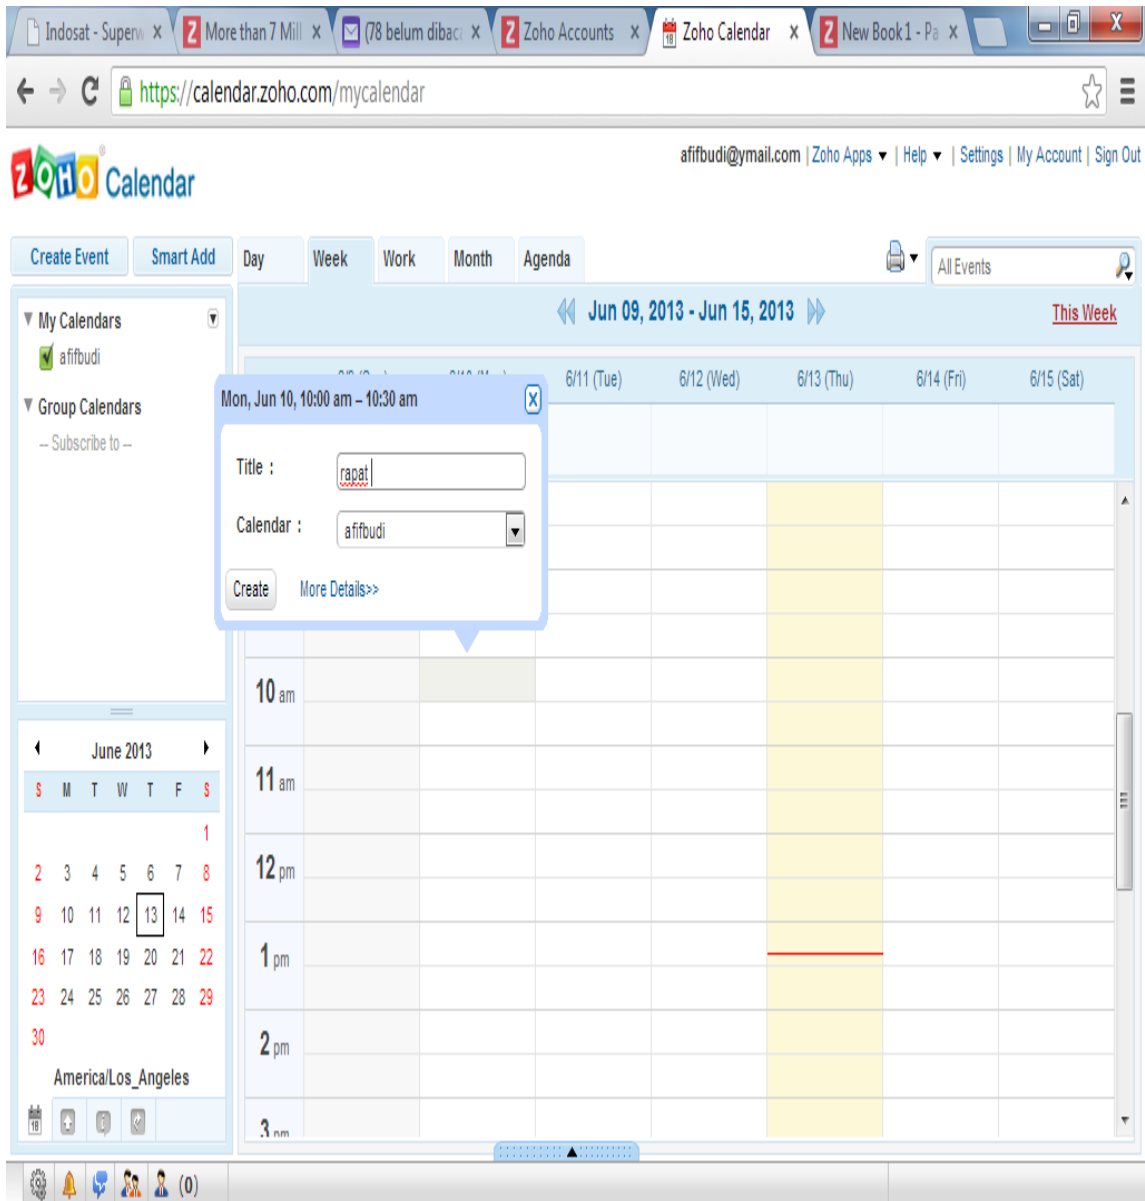 Indosat - Superw
More than 7 Mill
(78 belum dibaca
Zoho Accounts
Zoho Calendar
New Book1 - Pa
https://calendar.zoho.com/mycalendar
ZOHO Calendar
afifbudi@ymail.com | Zoho Apps | Help | Settings | My Account | Sign Out
Create Event Smart Add
Day Week Work Month Agenda
All Events
My Calendars
afifbudi
Group Calendars
-- Subscribe to --
Jun 09, 2013 - Jun 15, 2013
This Week
6/11 (Tue) 6/12 (Wed) 6/13 (Thu) 6/14 (Fri) 6/15 (Sat)
Mon, Jun 10, 10:00 am – 10:30 am
Title : rapat
Calendar : afifbudi
Create More Details>>
10 am
11 am
12 pm
1 pm
2 pm
3 pm
June 2013
S M T W T F S
1
2 3 4 5 6 7 8
9 10 11 12 13 14 15
16 17 18 19 20 21 22
23 24 25 26 27 28 29
30
America/Los_Angeles
18
(0)